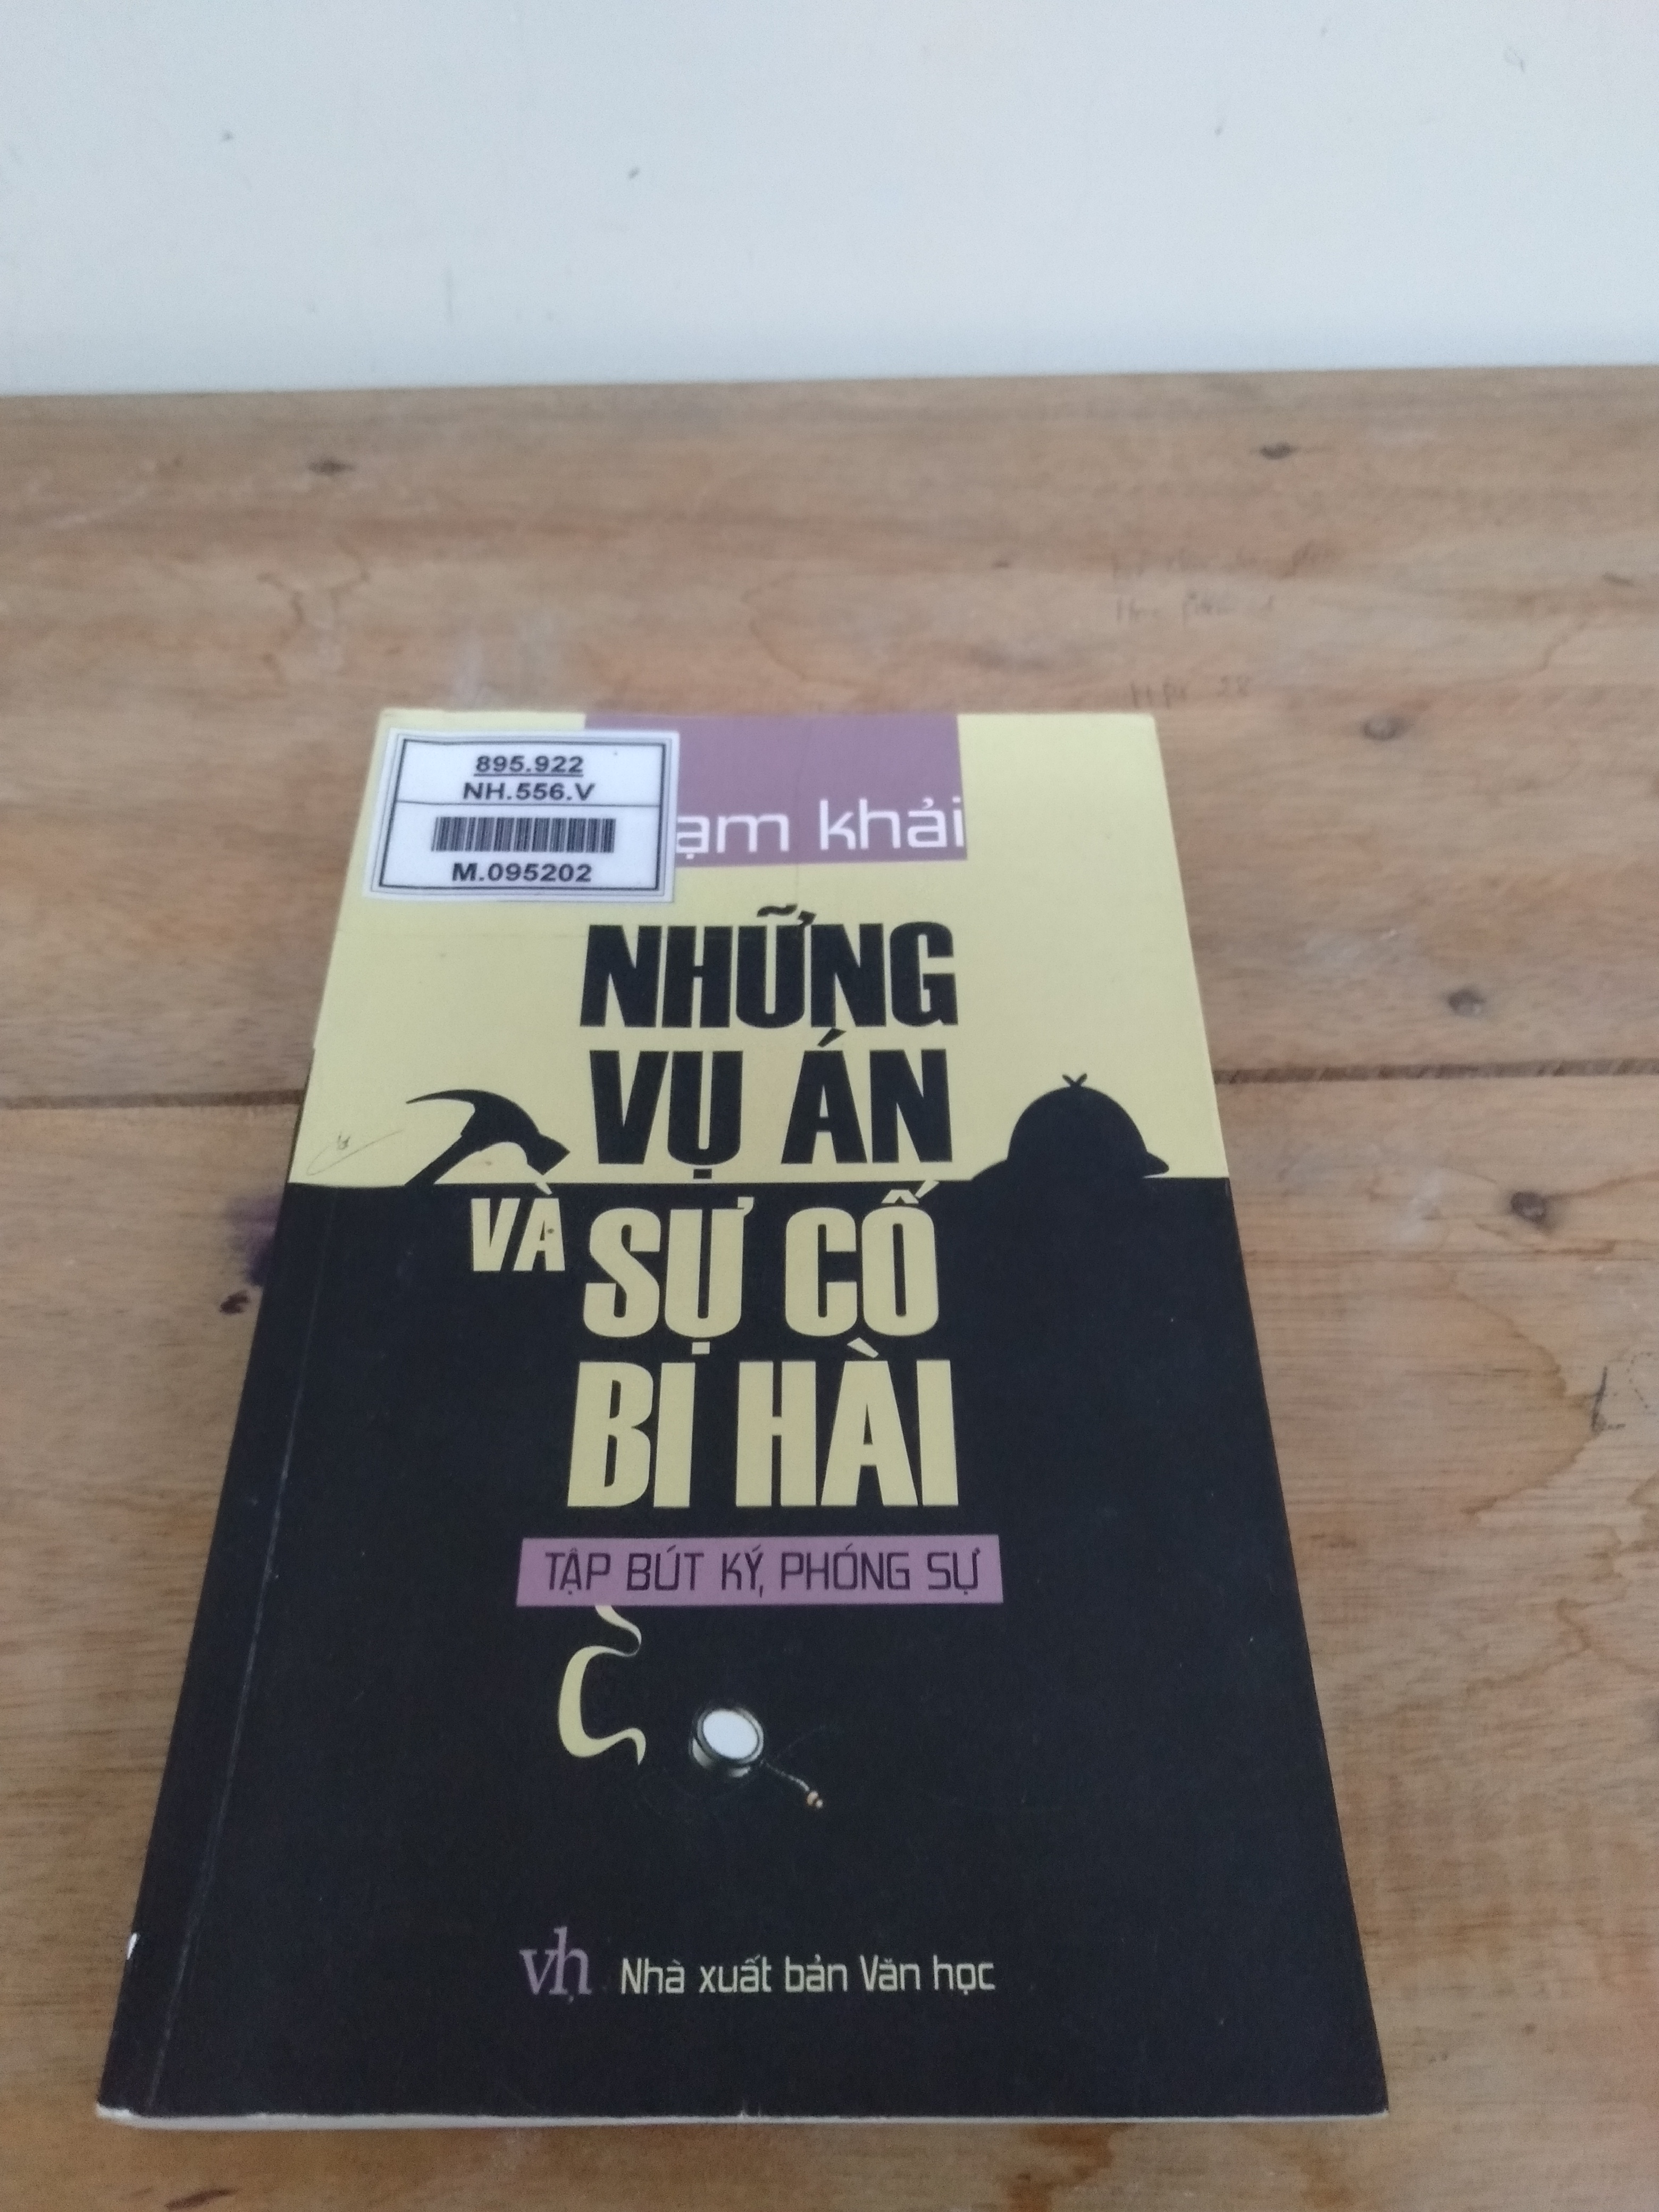 895.922
NH.556.V
M.095202
ạm khải
NHỮNG
VỤ ÁN
VÀ SỰ CỐ
BI HÀI
TẬP BÚT KÝ, PHÓNG SỰ
vh Nhà xuất bản Văn học